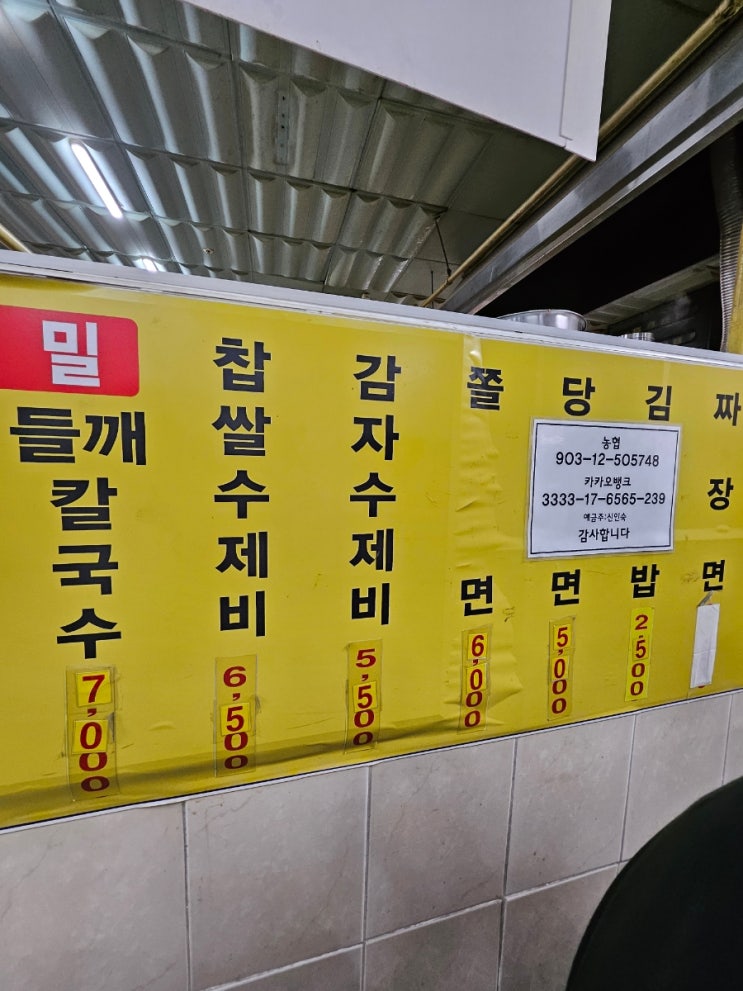 밀
들깨칼국수
7,000
찹쌀수제비
6,500
감자수제비
5,500
쫄면
6,000
당면
5,000
김밥
2.500
짜장면
농협
903-12-505748
카카오뱅크
3333-17-6565-239
예금주:신인숙
감사합니다